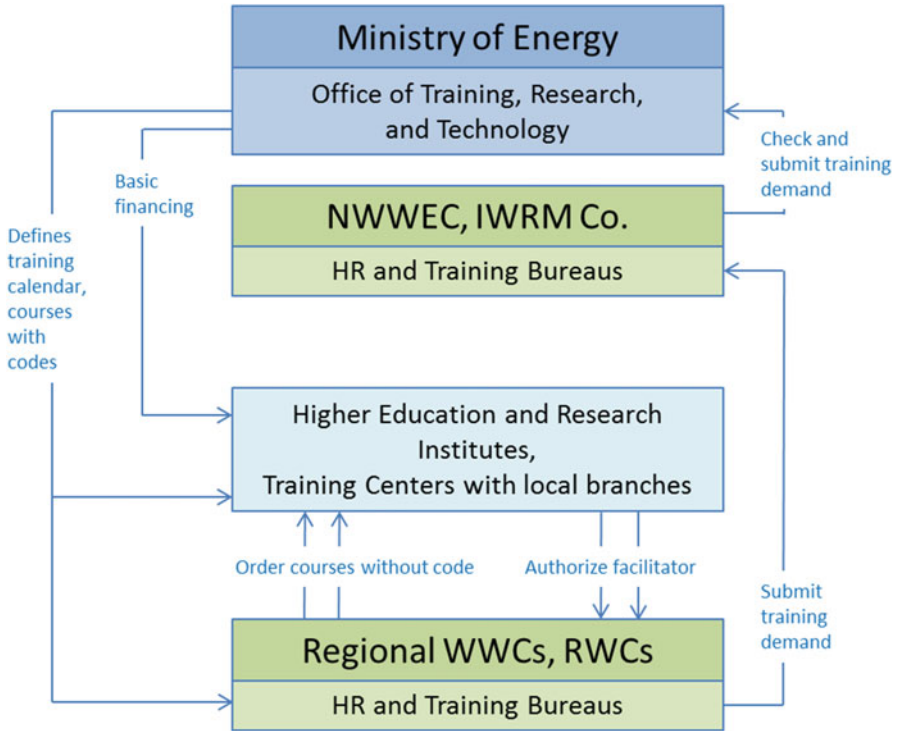 Ministry of Energy
Office of Training, Research,
and Technology
Check and
submit training
demand
Basic
financing
NWWEC, IWRM Co.
HR and Training Bureaus
Defines
training
calendar,
courses
with
codes
Higher Education and Research
Institutes,
Training Centers with local branches
Order courses without code
Authorize facilitator
Submit
training
demand
Regional WWCs, RWCs
HR and Training Bureaus